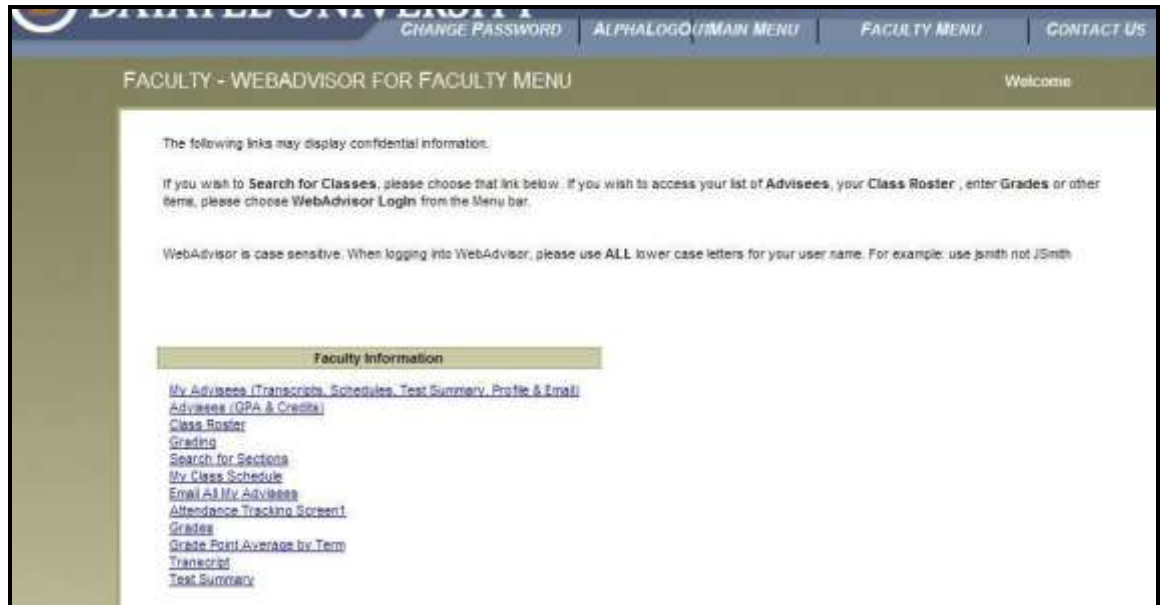 DATATEL UNIVERSITY
CHANGE PASSWORD ALPHALOGOUTMAIN MENU FACULTY MENU CONTACT US
FACULTY - WEBADVISOR FOR FACULTY MENU Welcome
The following links may display confidential information.
If you wish to Search for Classes, please choose that link below. If you wish to access your list of Advisees, your Class Roster , enter Grades or other
items, please choose WebAdvisor LogIn from the Menu bar.
WebAdvisor is case sensitive. When logging into WebAdvisor, please use ALL lower case letters for your user name. For example: use jsmith not JSmith
Faculty Information
My Advisees (Transcripts, Schedules, Test Summary, Profile & Email)
Advisees (GPA & Credits)
Class Roster
Grading
Search for Sections
My Class Schedule
Email All My Advisees
Attendance Tracking Screen1
Grades
Grade Point Average by Term
Transcript
Test Summary